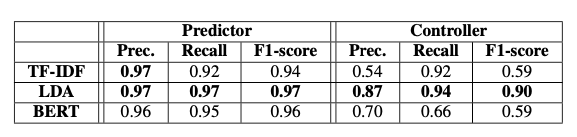 Predictor Controller
Prec. Recall F1-score Prec. Recall F1-score
TF-IDF 0.97 0.92 0.94 0.54 0.92 0.59
LDA 0.97 0.97 0.97 0.87 0.94 0.90
BERT 0.96 0.95 0.96 0.70 0.66 0.59